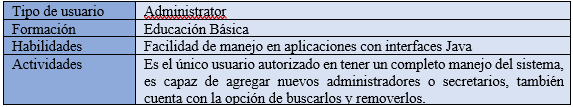 Tipo de usuario Administrator
Formación Educación Básica
Habilidades Facilidad de manejo en aplicaciones con interfaces Java
Actividades Es el único usuario autorizado en tener un completo manejo del sistema,
es capaz de agregar nuevos administradores o secretarios, también
cuenta con la opción de buscarlos y removerlos.